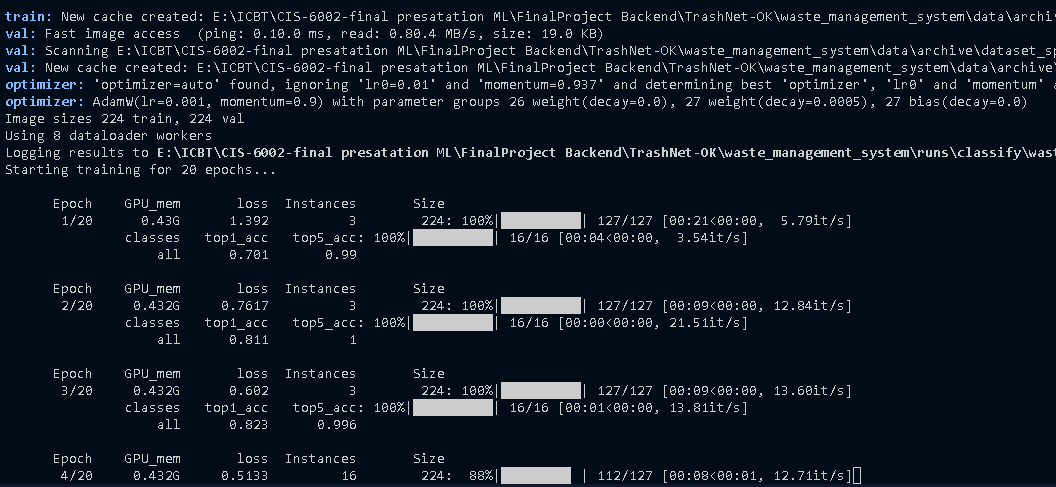 train: New cache created: E:\ICBT\CIS-6002-final presatation ML\FinalProject Backend\TrashNet-OK\waste_management_system\data\archi
val: Fast image access  (ping: 0.10.0 ms, read: 0.80.4 MB/s, size: 19.0 KB)
val: Scanning E:\ICBT\CIS-6002-final presatation ML\FinalProject Backend\TrashNet-OK\waste_management_system\data\archive\dataset_sp
val: New cache created: E:\ICBT\CIS-6002-final presatation ML\FinalProject Backend\TrashNet-OK\waste_management_system\data\archive\
optimizer: 'optimizer=auto' found, ignoring 'lr0=0.01' and 'momentum=0.937' and determining best 'optimizer', 'lr0' and 'momentum' a
optimizer: AdamW(lr=0.001, momentum=0.9) with parameter groups 26 weight(decay=0.0), 27 weight(decay=0.0005), 27 bias(decay=0.0)
Image sizes 224 train, 224 val
Using 8 dataloader workers
Logging results to E:\ICBT\CIS-6002-final presatation ML\FinalProject Backend\TrashNet-OK\waste_management_system\runs\classify\wast
Starting training for 20 epochs...
Epoch GPU_mem loss Instances Size
1/20 0.43G 1.392 3 224: 100%| | 127/127 [00:21<00:00, 5.79it/s]
classes top1_acc top5_acc: 100%| | 16/16 [00:04<00:00, 3.54it/s]
all 0.701 0.99
Epoch GPU_mem loss Instances Size
2/20 0.432G 0.7617 3 224: 100%| | 127/127 [00:09<00:00, 12.84it/s]
classes top1_acc top5_acc: 100%| | 16/16 [00:00<00:00, 21.51it/s]
all 0.811 1
Epoch GPU_mem loss Instances Size
3/20 0.432G 0.602 3 224: 100%| | 127/127 [00:09<00:00, 13.60it/s]
classes top1_acc top5_acc: 100%| | 16/16 [00:01<00:00, 13.81it/s]
all 0.823 0.996
Epoch GPU_mem loss Instances Size
4/20 0.432G 0.5133 16 224: 88%| | 112/127 [00:08<00:01, 12.71it/s]